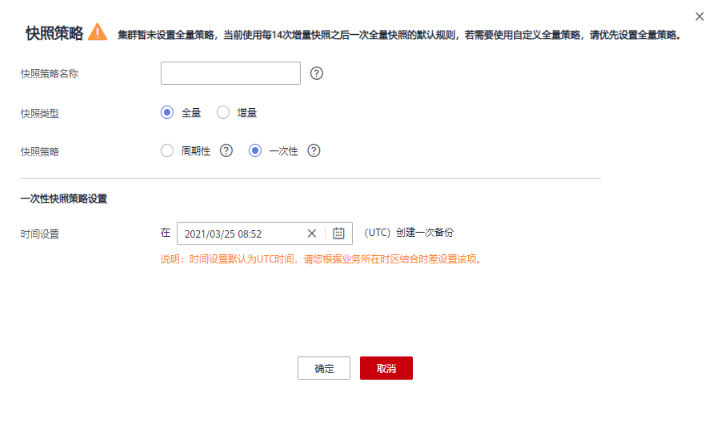 快照策略 集群暂未设置全量策略，当前使用每14次增量快照之后一次全量快照的默认规则，若需要使用自定义全量策略，请优先设置全量策略。
快照策略名称
快照类型 全量 增量
快照策略 周期性 一次性
一次性快照策略设置
时间设置 在 2021/03/25 08:52 （UTC）创建一次备份
说明：时间设置默认为UTC时间，请您根据业务所在时区结合时差设置该项。
确定 取消